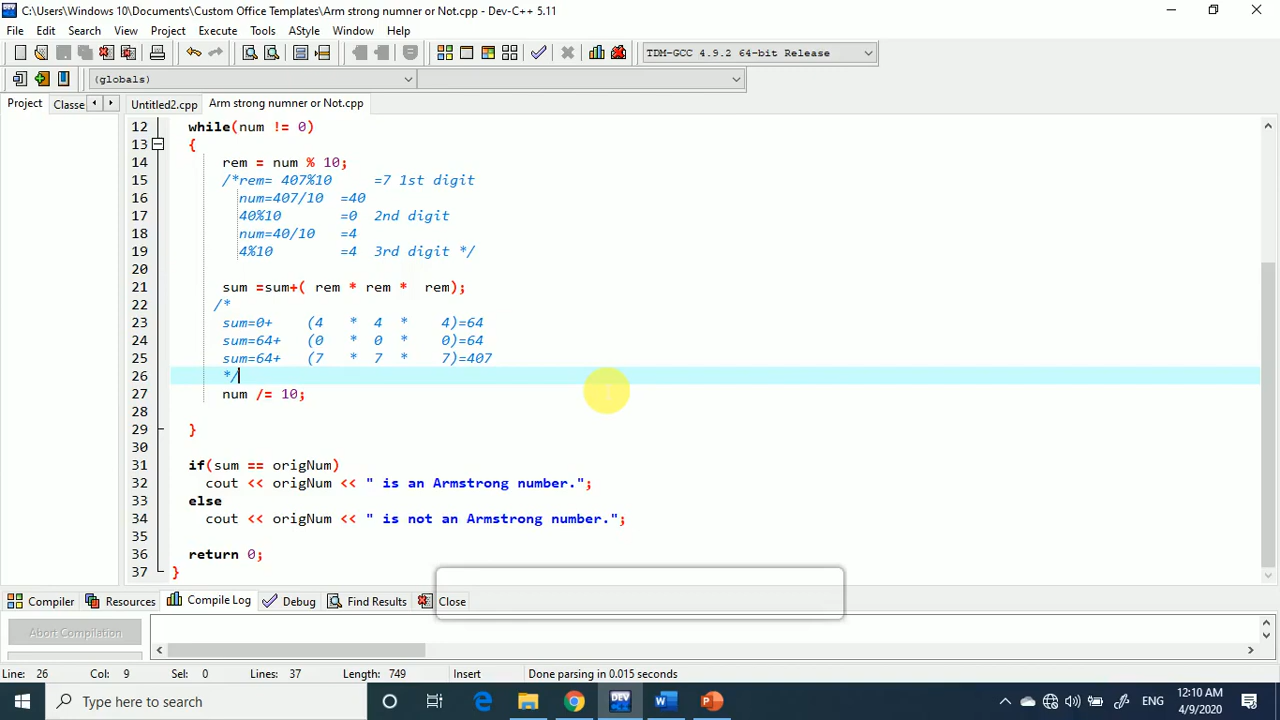 C:\Users\Windows 10\Documents\Custom Office Templates\Arm strong numner or Not.cpp - Dev-C++ 5.11
File Edit Search View Project Execute Tools AStyle Window Help
TDM-GCC 4.9.2 64-bit Release
(globals)
Project Classe Untitled2.cpp Arm strong numner or Not.cpp
12 while(num != 0)
13 {
14 rem = num % 10;
15 /*rem= 407%10 =7 1st digit
16 num=407/10 =40
17 40%10 =0 2nd digit
18 num=40/10 =4
19 4%10 =4 3rd digit */
20
21 sum =sum+( rem * rem * rem);
22 /*
23 sum=0+ (4 * 4 * 4)=64
24 sum=64+ (0 * 0 * 0)=64
25 sum=64+ (7 * 7 * 7)=407
26 */
27 num /= 10;
28
29 }
30
31 if(sum == origNum)
32 cout << origNum << " is an Armstrong number.";
33 else
34 cout << origNum << " is not an Armstrong number.";
35
36 return 0;
37 }
Compiler Resources Compile Log Debug Find Results Close
Abort Compilation
Line: 26 Col: 9 Sel: 0 Lines: 37 Length: 749 Insert Done parsing in 0.015 seconds
Type here to search
DEV
ENG
12:10 AM
4/9/2020